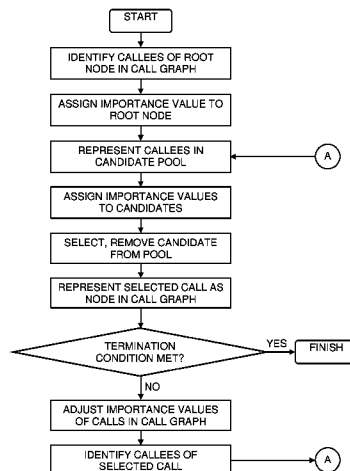 START
IDENTIFY CALLEES OF ROOT
NODE IN CALL GRAPH
ASSIGN IMPORTANCE VALUE TO
ROOT NODE
REPRESENT CALLEES IN
CANDIDATE POOL
A
ASSIGN IMPORTANCE VALUES
TO CANDIDATES
SELECT, REMOVE CANDIDATE
FROM POOL
REPRESENT SELECTED CALL AS
NODE IN CALL GRAPH
TERMINATION
CONDITION MET?
YES
FINISH
NO
ADJUST IMPORTANCE VALUES
OF CALLS IN CALL GRAPH
IDENTIFY CALLEES OF
SELECTED CALL
A